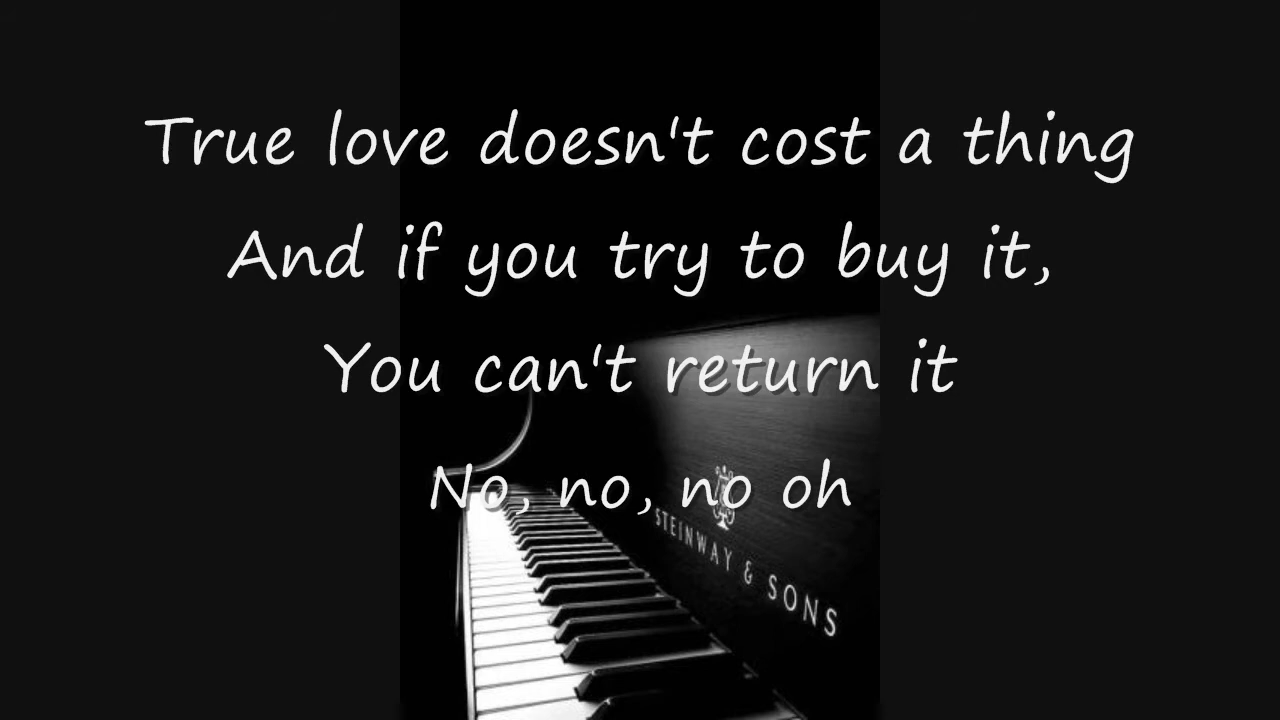 True love doesn't cost a thing
And if you try to buy it,
You can't return it
No, no, no oh
STEINWAY & SONS